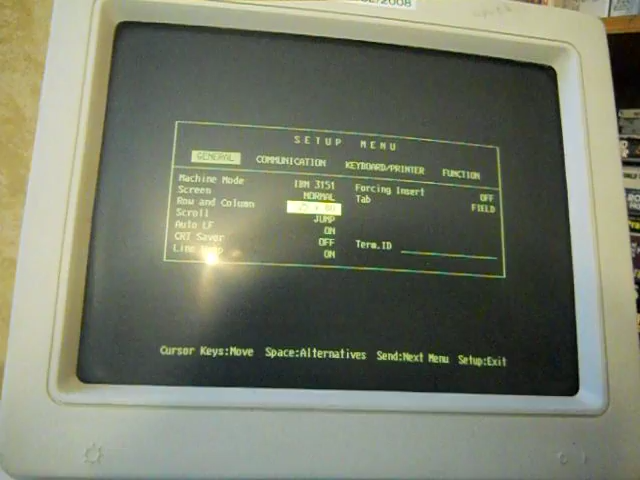 /2008
SETUP MENU
GENERAL COMMUNICATION KEYBOARD/PRINTER FUNCTION
Machine Mode IBM 3151 Forcing Insert OFF
Screen NORMAL Tab FIELD
Row and Column
Scroll JUMP
Auto LF ON
CRT Saver OFF Term.ID
Line ON
Cursor Keys:Move Space:Alternatives Send:Next Menu Setup:Exit